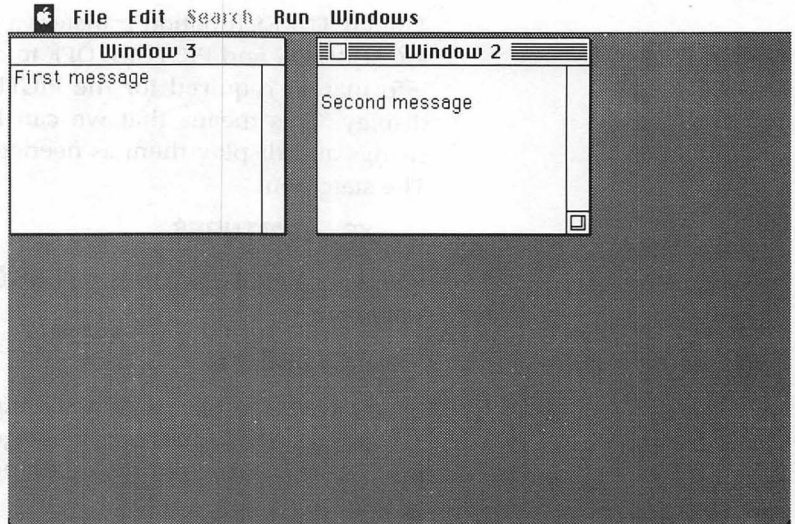 File Edit Search Run Windows
Window 3
First message
Window 2
Second message